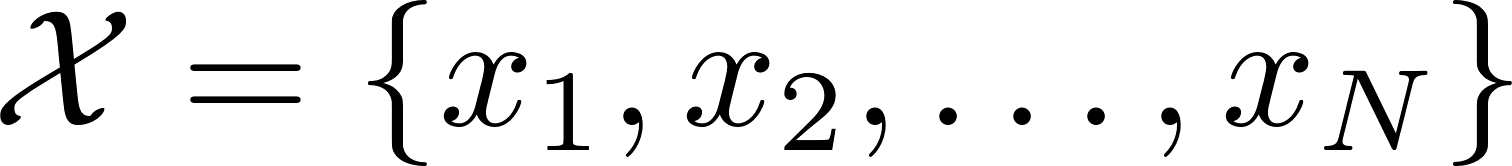 𝒳 = {x₁, x₂, . . . , x_N}